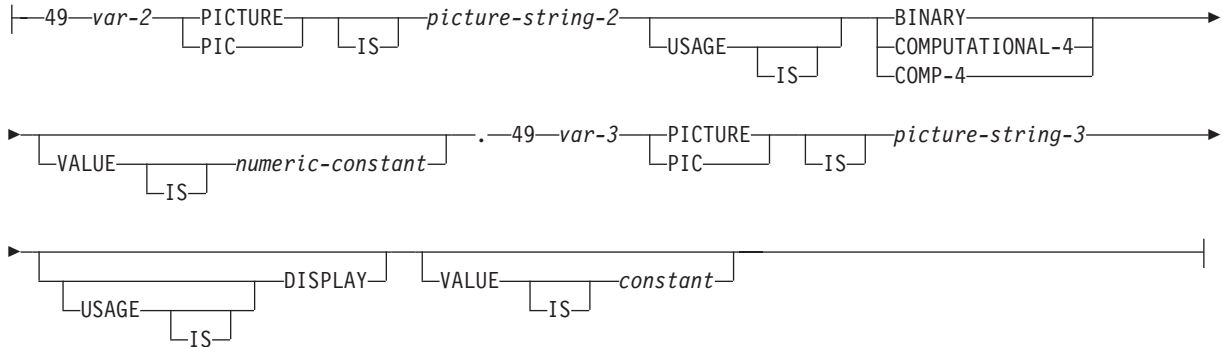 49 var-2 PICTURE IS picture-string-2 USAGE IS BINARY
PIC COMPUTATIONAL-4
COMP-4
VALUE IS numeric-constant . 49 var-3 PICTURE IS picture-string-3
PIC
USAGE IS DISPLAY VALUE IS constant